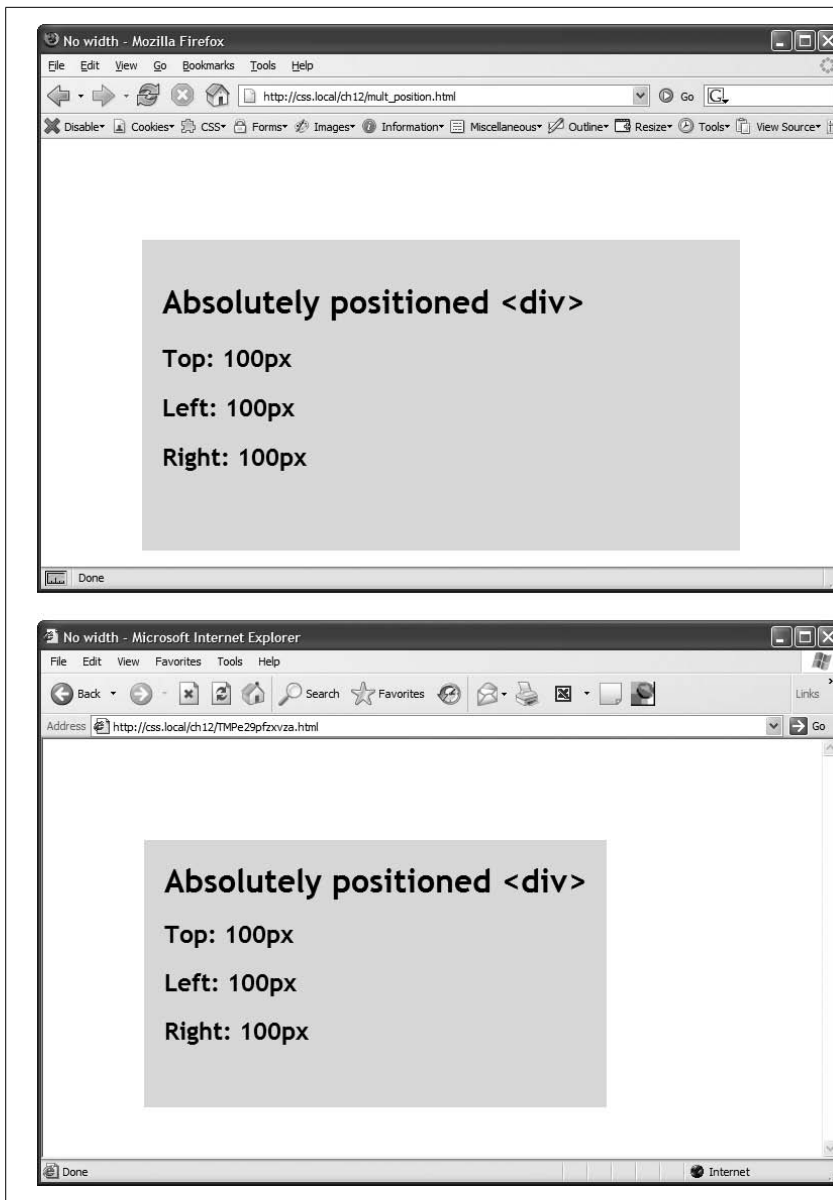 No width - Mozilla Firefox
File Edit View Go Bookmarks Tools Help
http://css.local/ch12/mult_position.html Go G
Disable Cookies CSS Forms Images Information Miscellaneous Outline Resize Tools View Source
Absolutely positioned <div>
Top: 100px
Left: 100px
Right: 100px
Done
No width - Microsoft Internet Explorer
File Edit View Favorites Tools Help
Back Search Favorites Links
Address http://css.local/ch12/TMPe29pfzxvza.html Go
Absolutely positioned <div>
Top: 100px
Left: 100px
Right: 100px
Done Internet